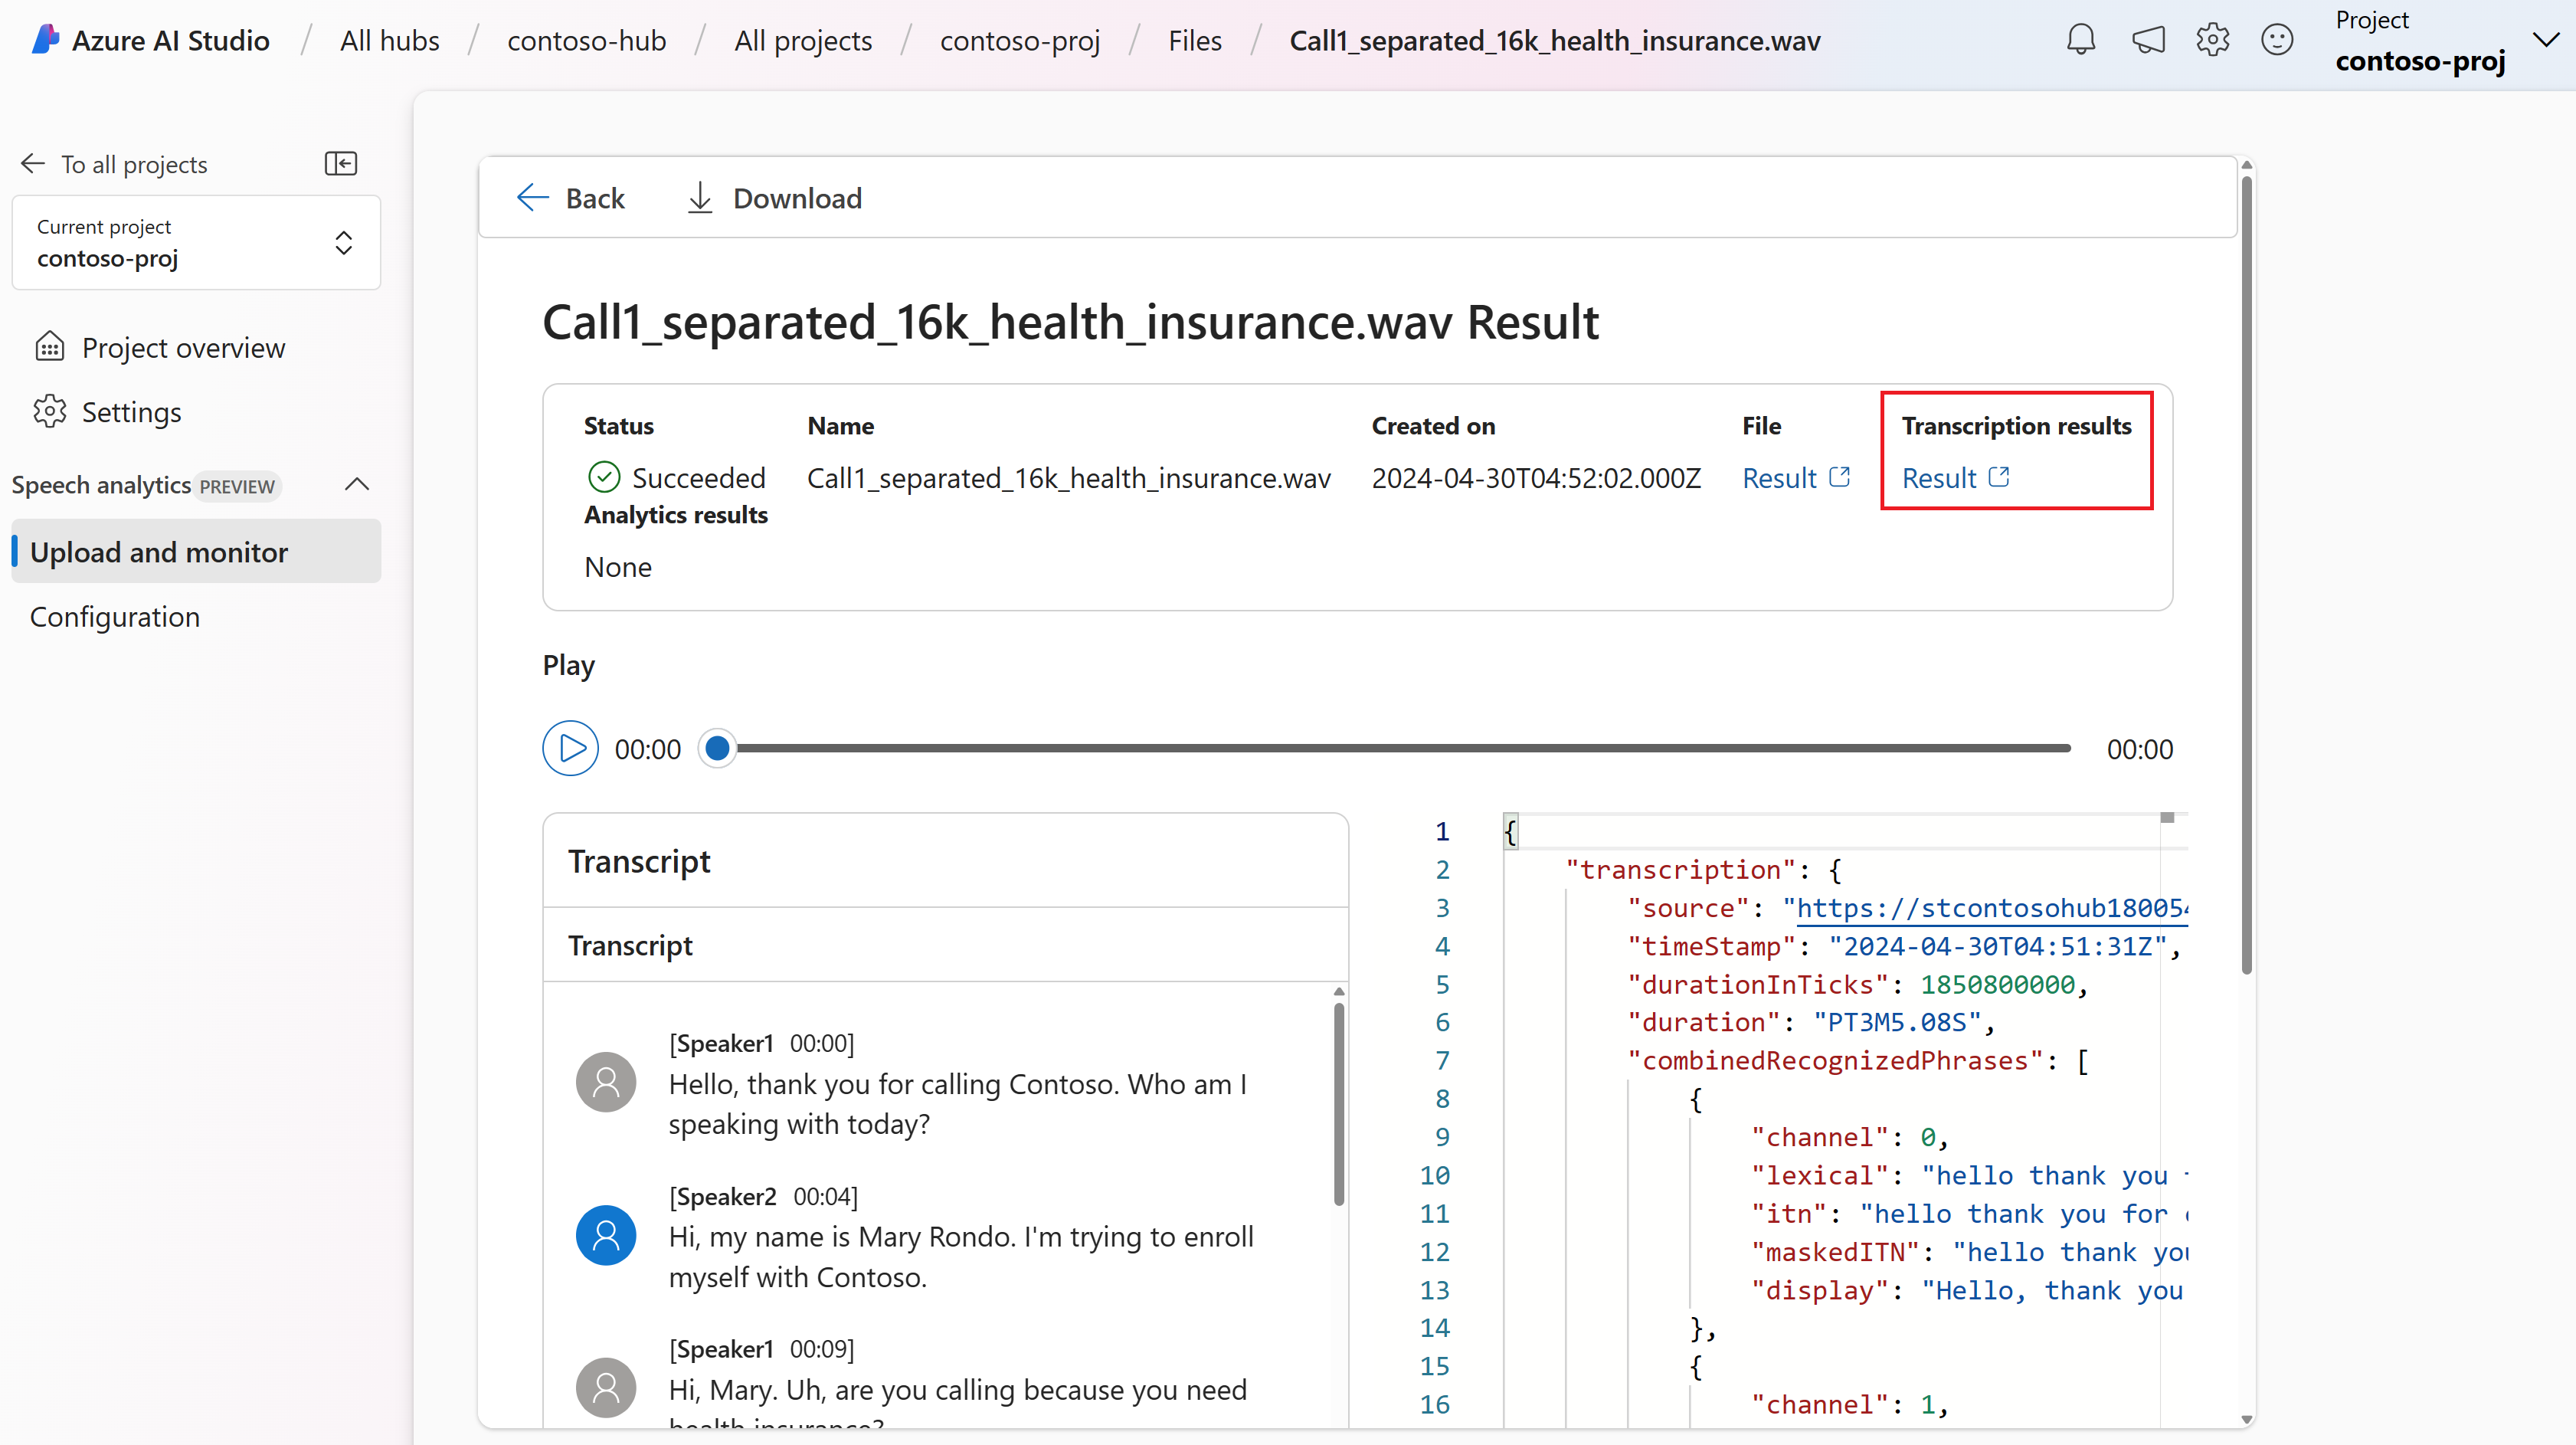 Azure AI Studio / All hubs / contoso-hub / All projects / contoso-proj / Files / Call1_separated_16k_health_insurance.wav
Project
contoso-proj
To all projects
Current project
contoso-proj
Project overview
Settings
Speech analytics PREVIEW
Upload and monitor
Configuration
Back Download
Call1_separated_16k_health_insurance.wav Result
Status Name Created on File Transcription results
Succeeded Call1_separated_16k_health_insurance.wav 2024-04-30T04:52:02.000Z Result Result
Analytics results
None
Play
00:00 00:00
Transcript
Transcript
[Speaker1 00:00]
Hello, thank you for calling Contoso. Who am I
speaking with today?
[Speaker2 00:04]
Hi, my name is Mary Rondo. I'm trying to enroll
myself with Contoso.
[Speaker1 00:09]
Hi, Mary. Uh, are you calling because you need
health insurance?
1 {
2 "transcription": {
3 "source": "https://stcontosohub180054
4 "timeStamp": "2024-04-30T04:51:31Z",
5 "durationInTicks": 1850800000,
6 "duration": "PT3M5.08S",
7 "combinedRecognizedPhrases": [
8 {
9 "channel": 0,
10 "lexical": "hello thank you
11 "itn": "hello thank you for
12 "maskedITN": "hello thank you
13 "display": "Hello, thank you
14 },
15 {
16 "channel": 1,